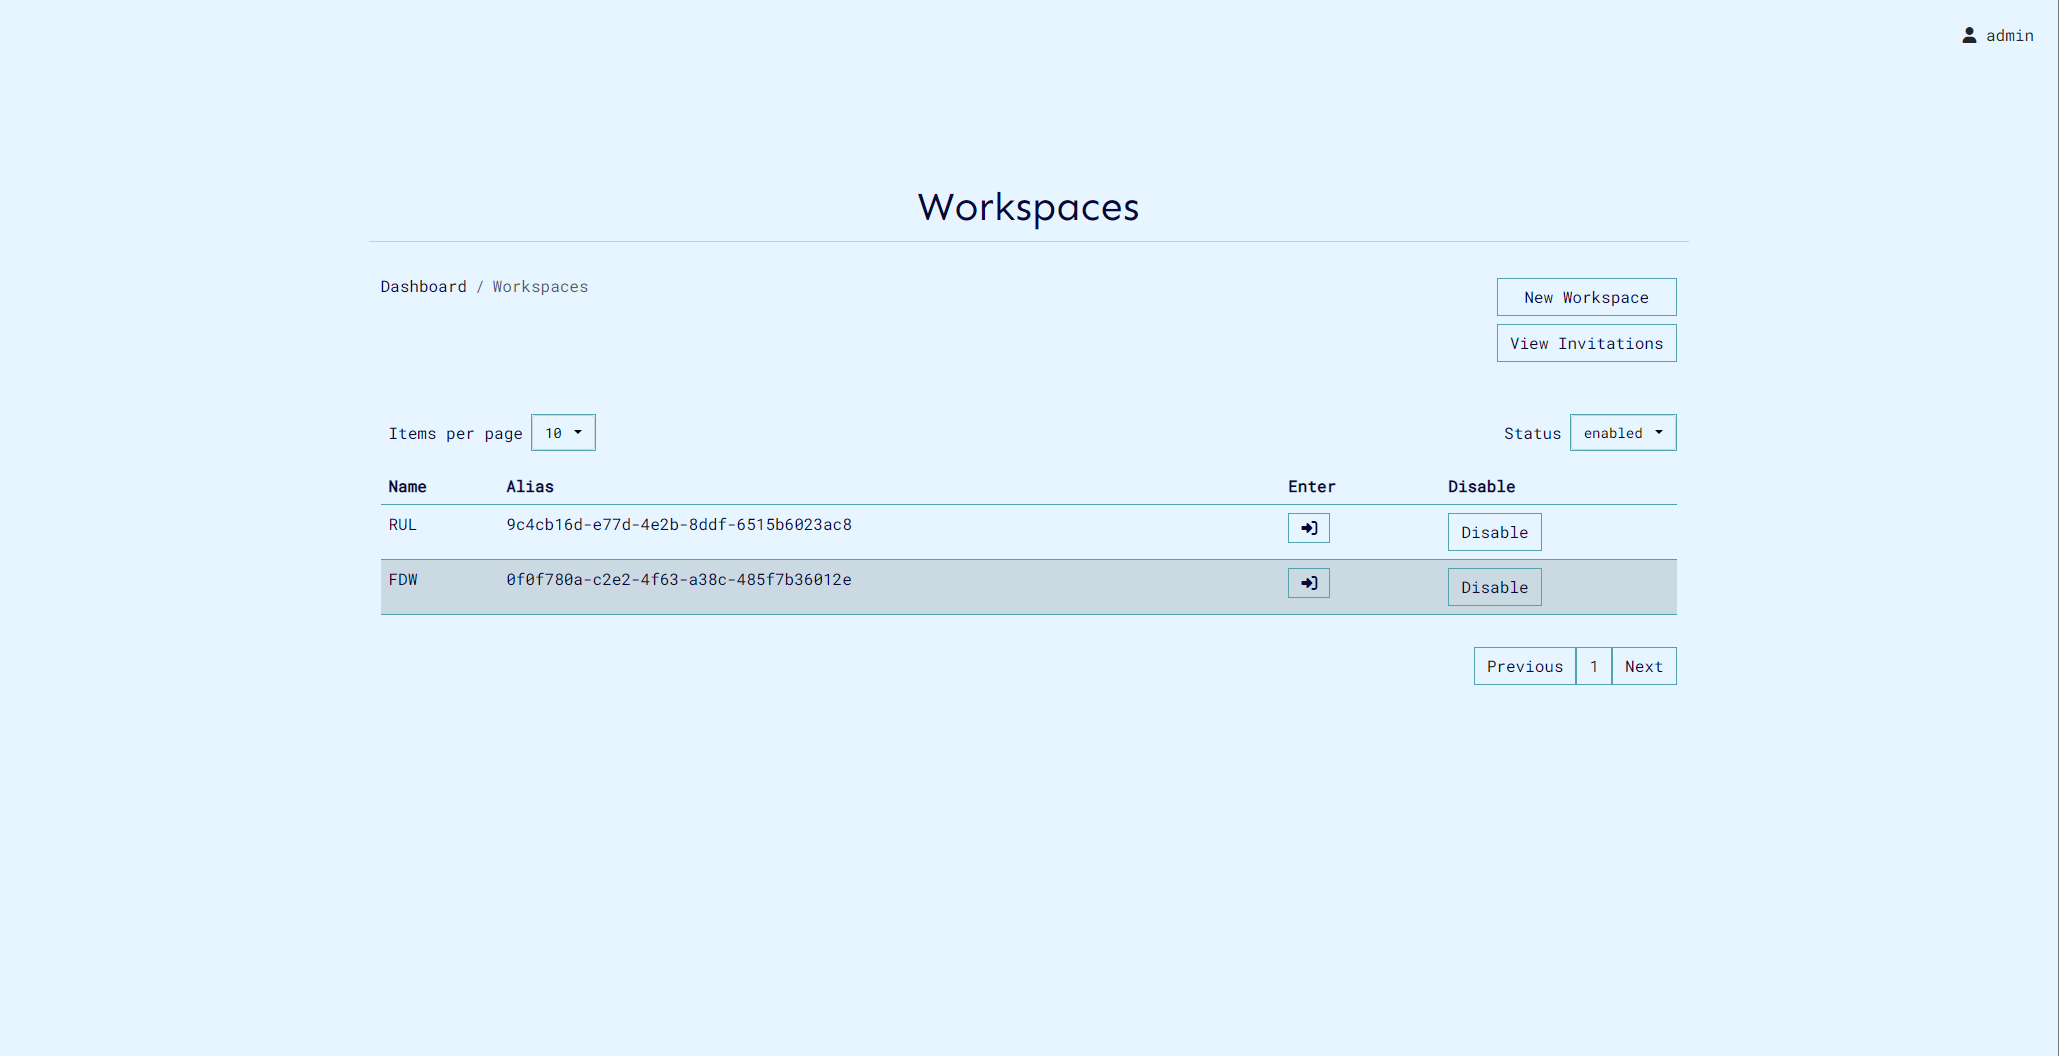 admin
Workspaces
Dashboard / Workspaces
New Workspace
View Invitations
Items per page 10 Status enabled
Name Alias Enter Disable
RUL 9c4cb16d-e77d-4e2b-8ddf-6515b6023ac8 Disable
FDW 0f0f780a-c2e2-4f63-a38c-485f7b36012e Disable
Previous 1 Next